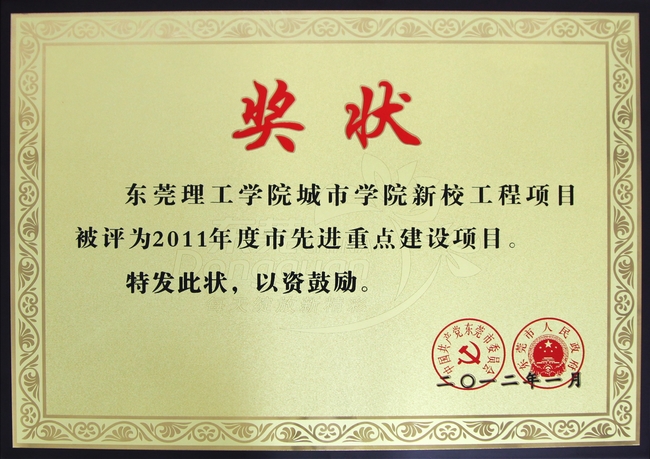 奖状
东莞理工学院城市学院新校工程项目
被评为2011年度市先进重点建设项目。
特发此状，以资鼓励。
中国共产党东莞市委员会
东莞市人民政府
二〇一二年一月